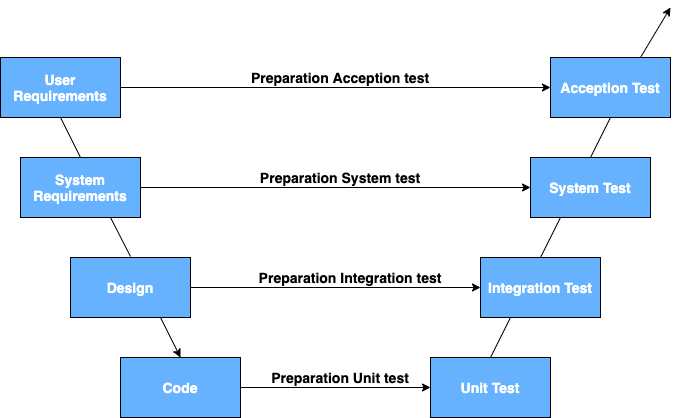 User
Requirements
Preparation Acception test
Acception Test
System
Requirements
Preparation System test
System Test
Design
Preparation Integration test
Integration Test
Code
Preparation Unit test
Unit Test